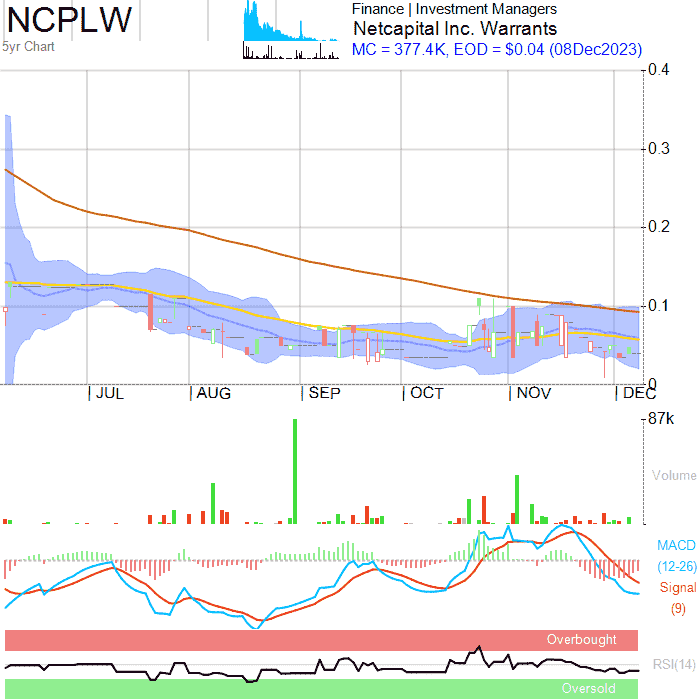 NCPLW
5yr Chart
Finance | Investment Managers
Netcapital Inc. Warrants
MC = 377.4K, EOD = $0.04 (08Dec2023)
0.4
0.3
0.2
0.1
0
JUL AUG SEP OCT NOV DEC
87k
Volume
MACD
(12-26)
Signal
(9)
Overbought
RSI(14)
Oversold